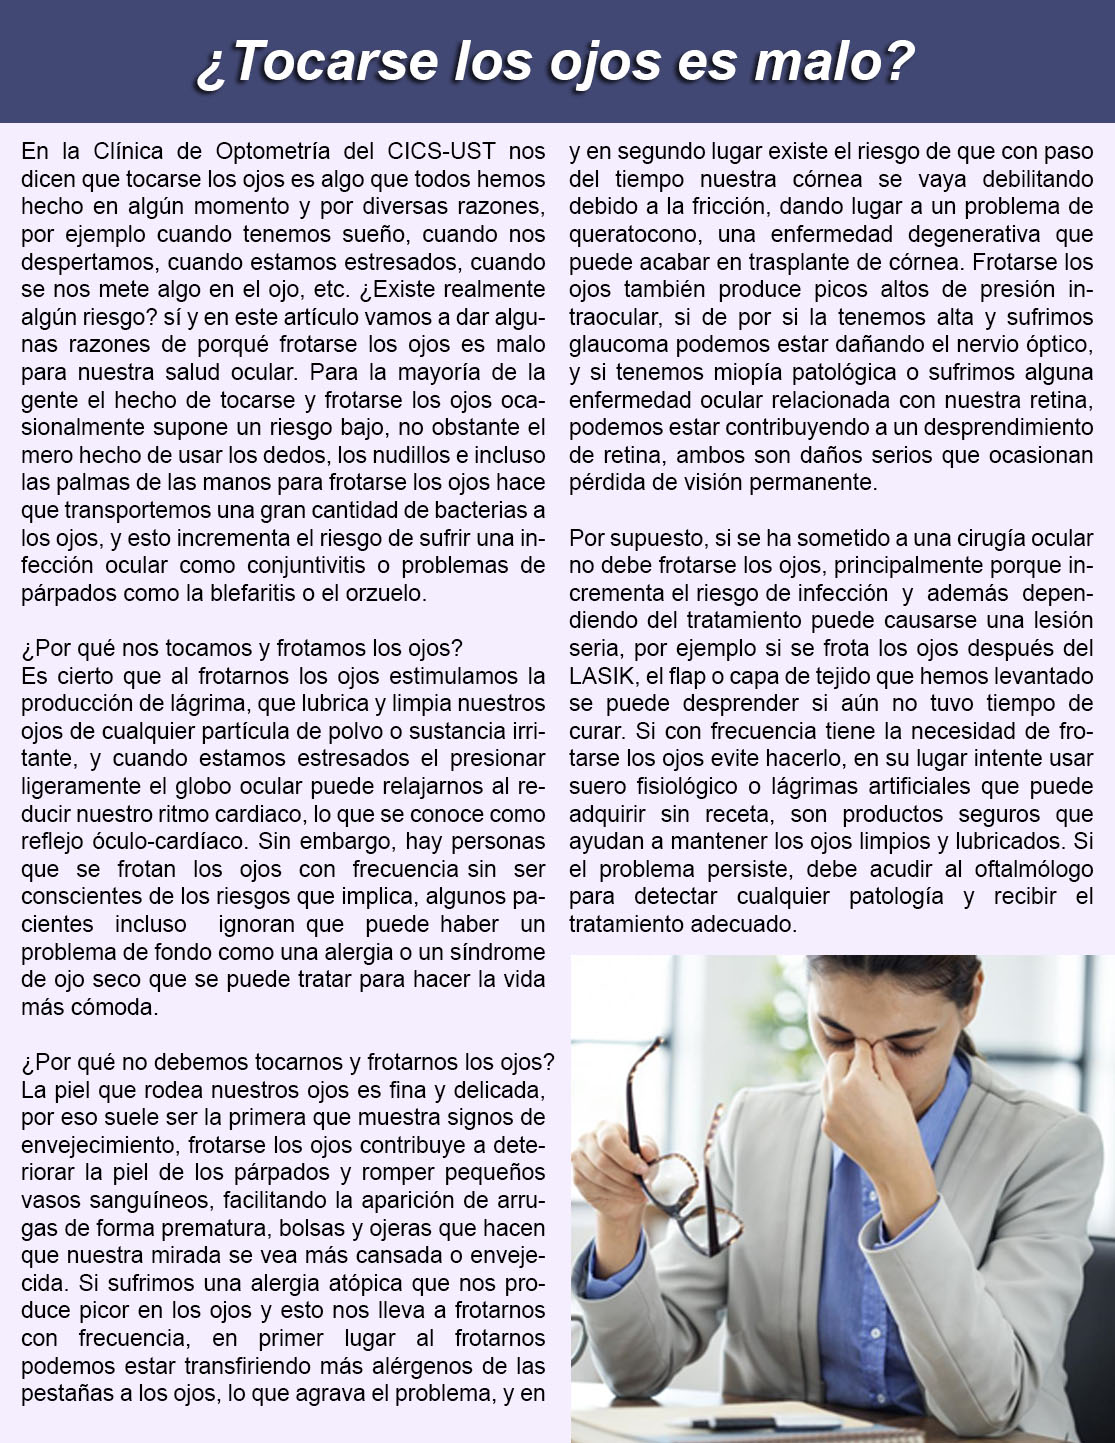 ¿Tocarse los ojos es malo?
En la Clínica de Optometría del CICS-UST nos
dicen que tocarse los ojos es algo que todos hemos
hecho en algún momento y por diversas razones,
por ejemplo cuando tenemos sueño, cuando nos
despertamos, cuando estamos estresados, cuando
se nos mete algo en el ojo, etc. ¿Existe realmente
algún riesgo? sí y en este artículo vamos a dar algu-
nas razones de porqué frotarse los ojos es malo
para nuestra salud ocular. Para la mayoría de la
gente el hecho de tocarse y frotarse los ojos oca-
sionalmente supone un riesgo bajo, no obstante el
mero hecho de usar los dedos, los nudillos e incluso
las palmas de las manos para frotarse los ojos hace
que transportemos una gran cantidad de bacterias a
los ojos, y esto incrementa el riesgo de sufrir una in-
fección ocular como conjuntivitis o problemas de
párpados como la blefaritis o el orzuelo.
¿Por qué nos tocamos y frotamos los ojos?
Es cierto que al frotarnos los ojos estimulamos la
producción de lágrima, que lubrica y limpia nuestros
ojos de cualquier partícula de polvo o sustancia irri-
tante, y cuando estamos estresados el presionar
ligeramente el globo ocular puede relajarnos al re-
ducir nuestro ritmo cardiaco, lo que se conoce como
reflejo óculo-cardíaco. Sin embargo, hay personas
que se frotan los ojos con frecuencia sin ser
conscientes de los riesgos que implica, algunos pa-
cientes incluso ignoran que puede haber un
problema de fondo como una alergia o un síndrome
de ojo seco que se puede tratar para hacer la vida
más cómoda.
¿Por qué no debemos tocarnos y frotarnos los ojos?
La piel que rodea nuestros ojos es fina y delicada,
por eso suele ser la primera que muestra signos de
envejecimiento, frotarse los ojos contribuye a dete-
riorar la piel de los párpados y romper pequeños
vasos sanguíneos, facilitando la aparición de arru-
gas de forma prematura, bolsas y ojeras que hacen
que nuestra mirada se vea más cansada o enveje-
cida. Si sufrimos una alergia atópica que nos pro-
duce picor en los ojos y esto nos lleva a frotarnos
con frecuencia, en primer lugar al frotarnos
podemos estar transfiriendo más alérgenos de las
pestañas a los ojos, lo que agrava el problema, y en
y en segundo lugar existe el riesgo de que con paso
del tiempo nuestra córnea se vaya debilitando
debido a la fricción, dando lugar a un problema de
queratocono, una enfermedad degenerativa que
puede acabar en trasplante de córnea. Frotarse los
ojos también produce picos altos de presión in-
traocular, si de por si la tenemos alta y sufrimos
glaucoma podemos estar dañando el nervio óptico,
y si tenemos miopía patológica o sufrimos alguna
enfermedad ocular relacionada con nuestra retina,
podemos estar contribuyendo a un desprendimiento
de retina, ambos son daños serios que ocasionan
pérdida de visión permanente.
Por supuesto, si se ha sometido a una cirugía ocular
no debe frotarse los ojos, principalmente porque in-
crementa el riesgo de infección y además depen-
diendo del tratamiento puede causarse una lesión
seria, por ejemplo si se frota los ojos después del
LASIK, el flap o capa de tejido que hemos levantado
se puede desprender si aún no tuvo tiempo de
curar. Si con frecuencia tiene la necesidad de fro-
tarse los ojos evite hacerlo, en su lugar intente usar
suero fisiológico o lágrimas artificiales que puede
adquirir sin receta, son productos seguros que
ayudan a mantener los ojos limpios y lubricados. Si
el problema persiste, debe acudir al oftalmólogo
para detectar cualquier patología y recibir el
tratamiento adecuado.